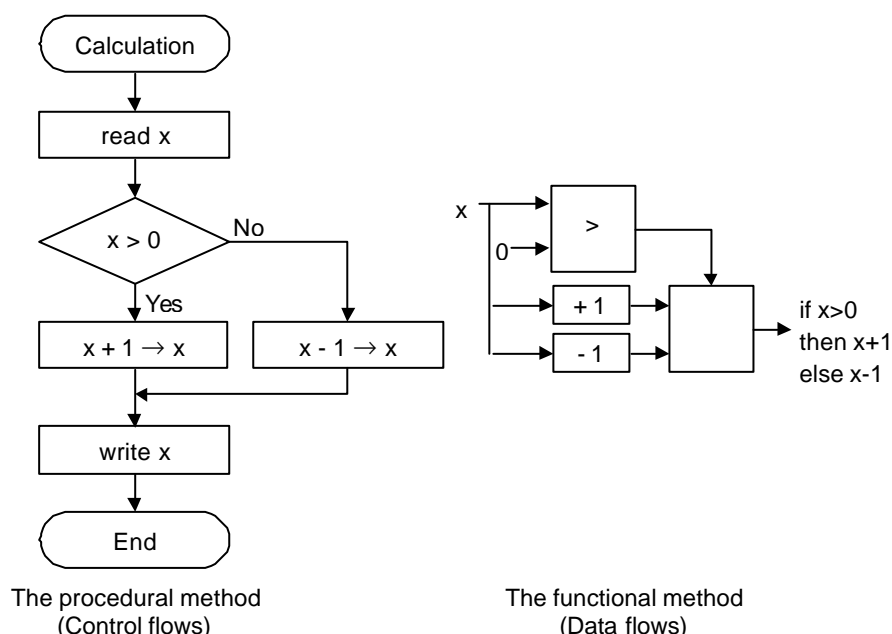 Calculation
read x
x > 0
No
Yes
x + 1 → x
x - 1 → x
write x
End
The procedural method
(Control flows)
x
>
0
+ 1
- 1
if x>0
then x+1
else x-1
The functional method
(Data flows)